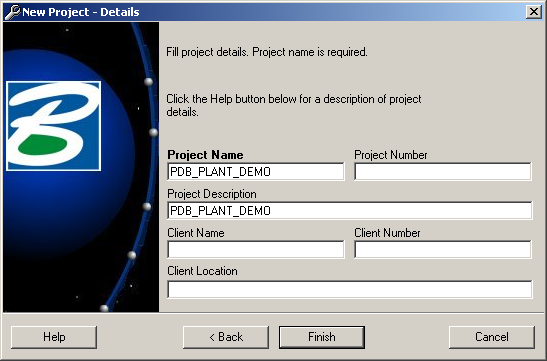 New Project - Details
Fill project details. Project name is required.
Click the Help button below for a description of project
details.
Project Name Project Number
PDB_PLANT_DEMO
Project Description
PDB_PLANT_DEMO
Client Name Client Number
Client Location
Help < Back Finish Cancel